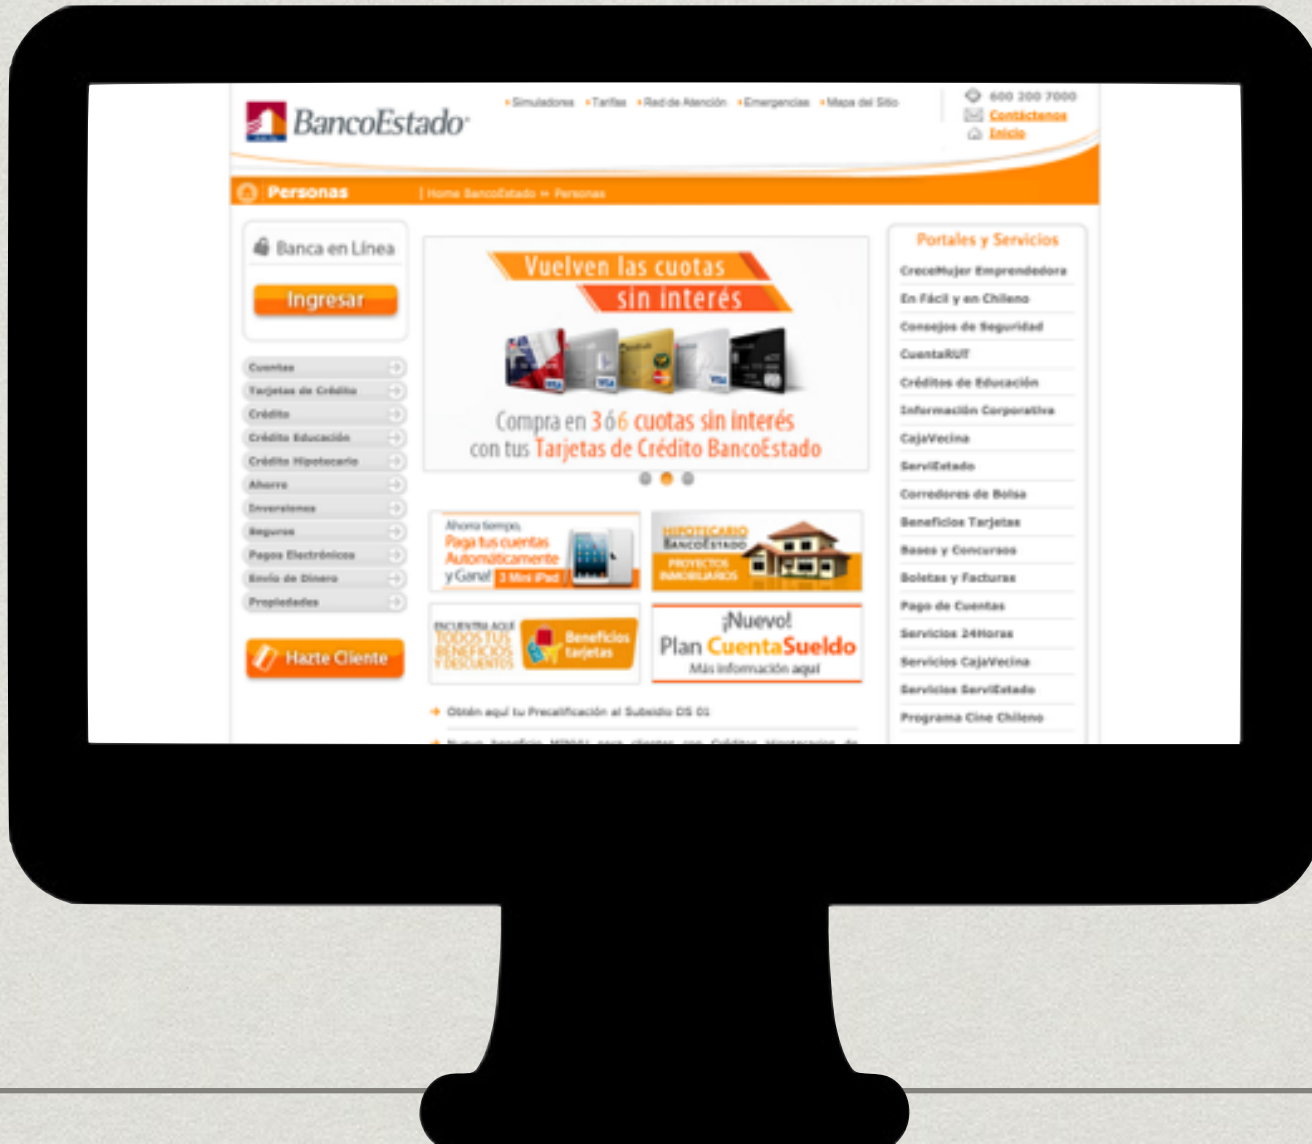 BancoEstado
Simuladores Tarifas Red de Atención Emergencias Mapa del Sitio
600 200 7000
Contáctenos
Inicio
Personas
Home BancoEstado >> Personas
Banca en Línea
Ingresar
Cuentas
Tarjetas de Crédito
Crédito
Crédito Educación
Crédito Hipotecario
Ahorro
Inversiones
Seguros
Pagos Electrónicos
Envío de Dinero
Propiedades
Hazte Cliente
Vuelven las cuotas
sin interés
VISA
VISA
Compra en 3 ó 6 cuotas sin interés
con tus Tarjetas de Crédito BancoEstado
Ahorra tiempo,
Paga tus cuentas
Automáticamente
y Gana! 3 Mini iPad
HIPOTECARIO
BANCOESTADO
PROYECTOS
INMOBILIARIOS
ENCUENTRA AQUÍ
TODOS TUS
BENEFICIOS
Y DESCUENTOS
Beneficios
tarjetas
¡Nuevo!
Plan CuentaSueldo
Más información aquí
Obtén aquí tu Precalificación al Subsidio DS 01
Portales y Servicios
CreceMujer Emprendedora
En Fácil y en Chileno
Consejos de Seguridad
CuentaRUT
Créditos de Educación
Información Corporativa
CajaVecina
ServiEstado
Corredores de Bolsa
Beneficios Tarjetas
Bases y Concursos
Boletas y Facturas
Pago de Cuentas
Servicios 24Horas
Servicios CajaVecina
Servicios ServiEstado
Programa Cine Chileno